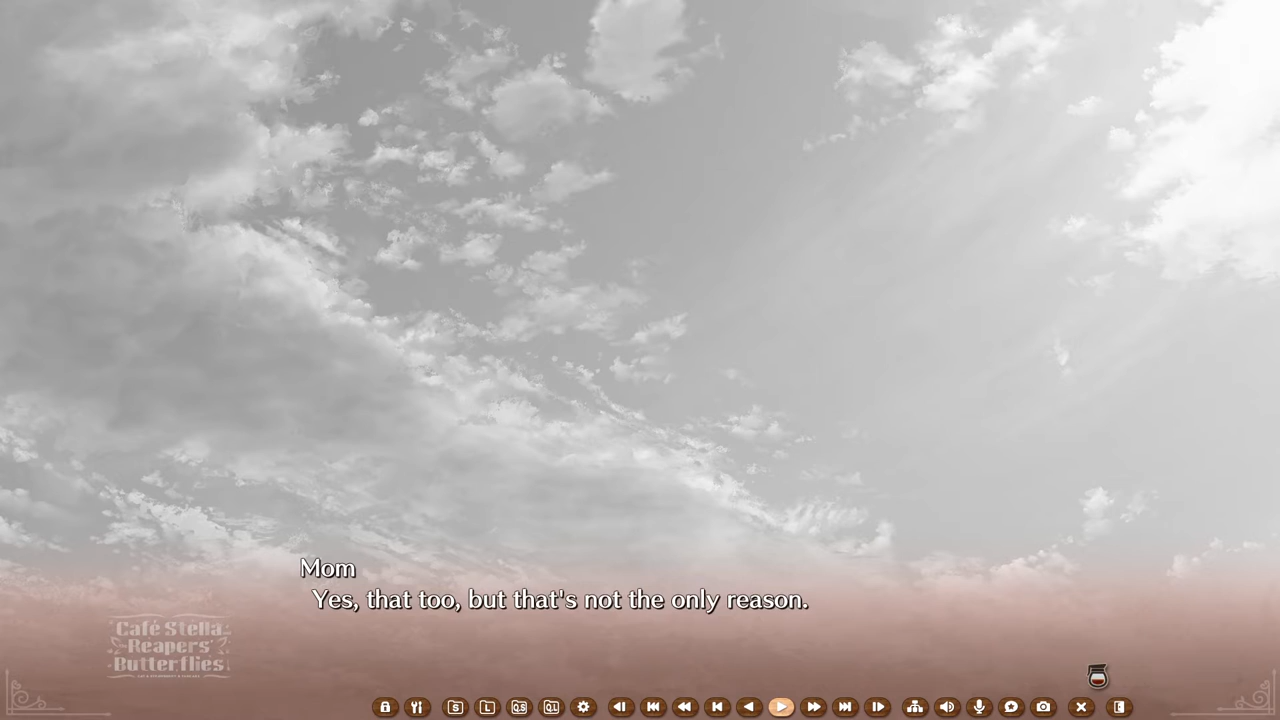 Mom
Yes, that too, but that's not the only reason.
Café Stella
Reapers'
Butterflies
S
L
Q.S
Q.L